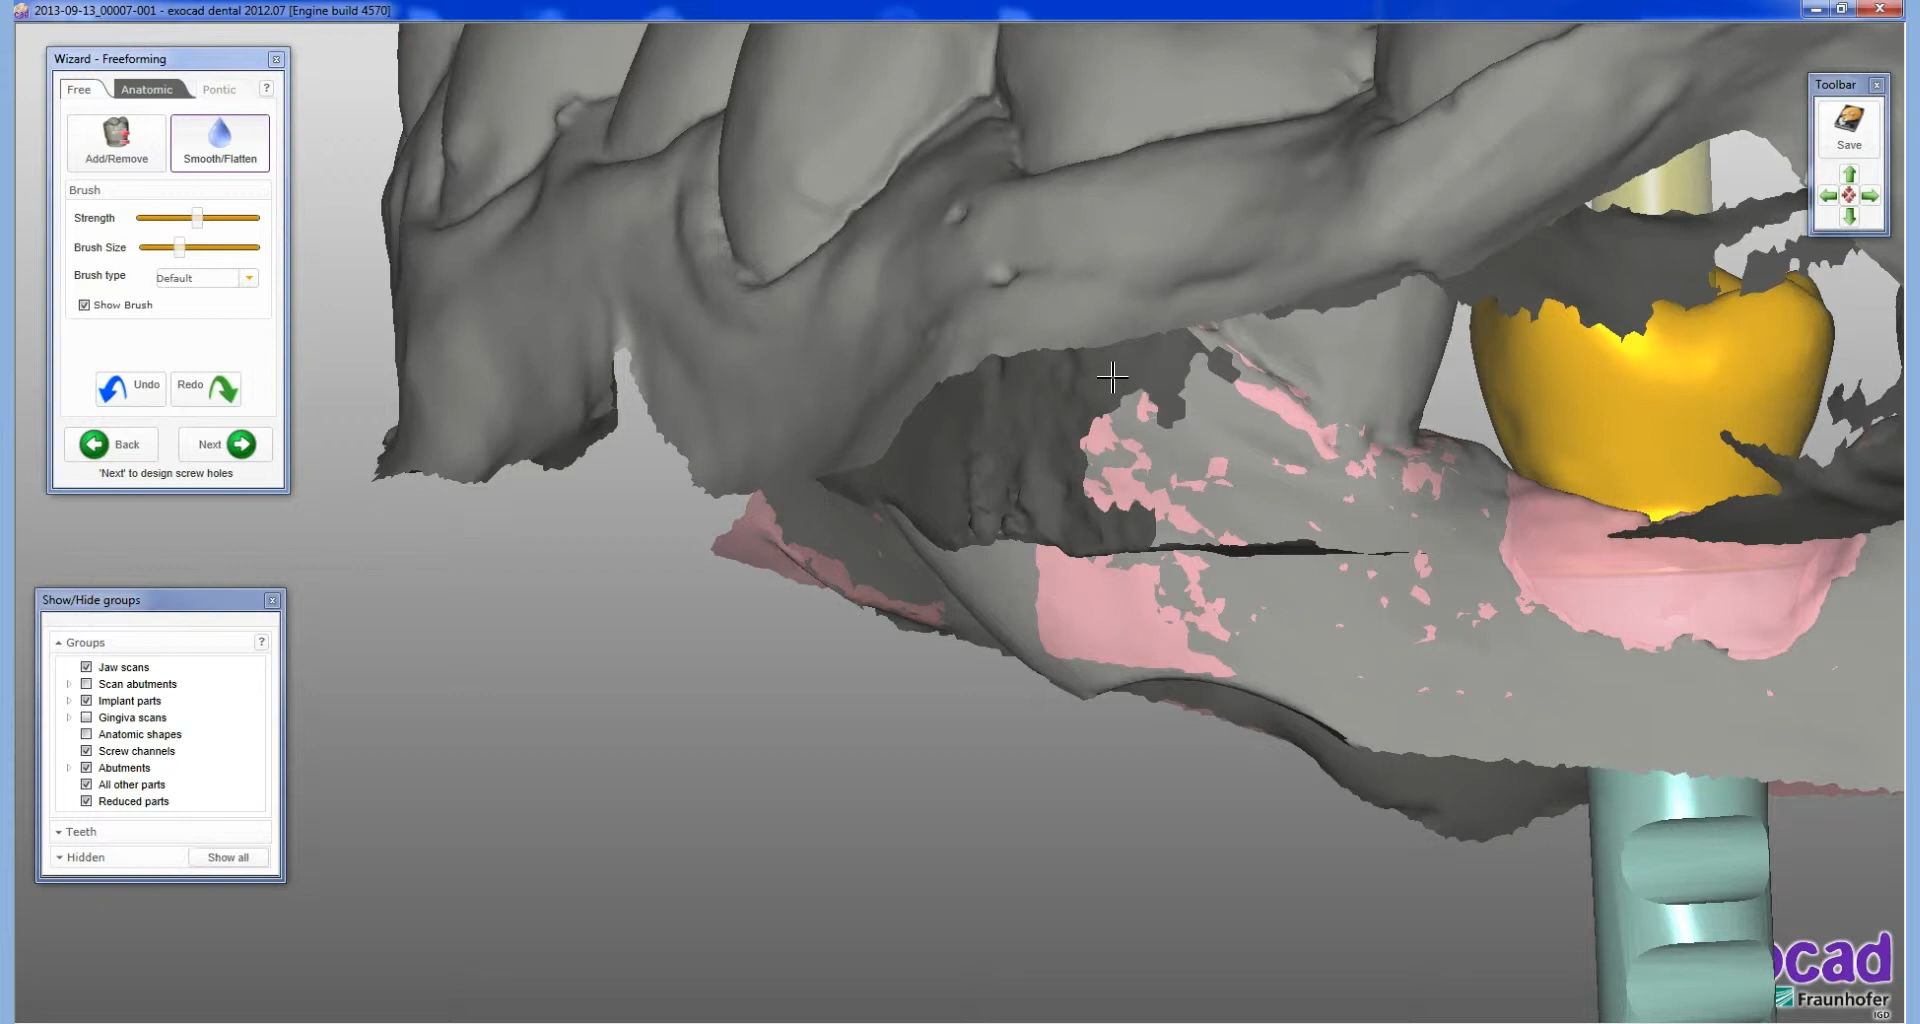 2013-09-13_00007-001 - exocad dental 2012.07 [Engine build 4570]
Wizard - Freeforming
Free Anatomic Pontic ?
Add/Remove Smooth/Flatten
Brush
Strength
Brush Size
Brush type Default
Show Brush
Undo Redo
Back Next
'Next' to design screw holes
Show/Hide groups
Groups ?
Jaw scans
Scan abutments
Implant parts
Gingiva scans
Anatomic shapes
Screw channels
Abutments
All other parts
Reduced parts
Teeth
Hidden Show all
Toolbar
Save
ocad
Fraunhofer
IGD